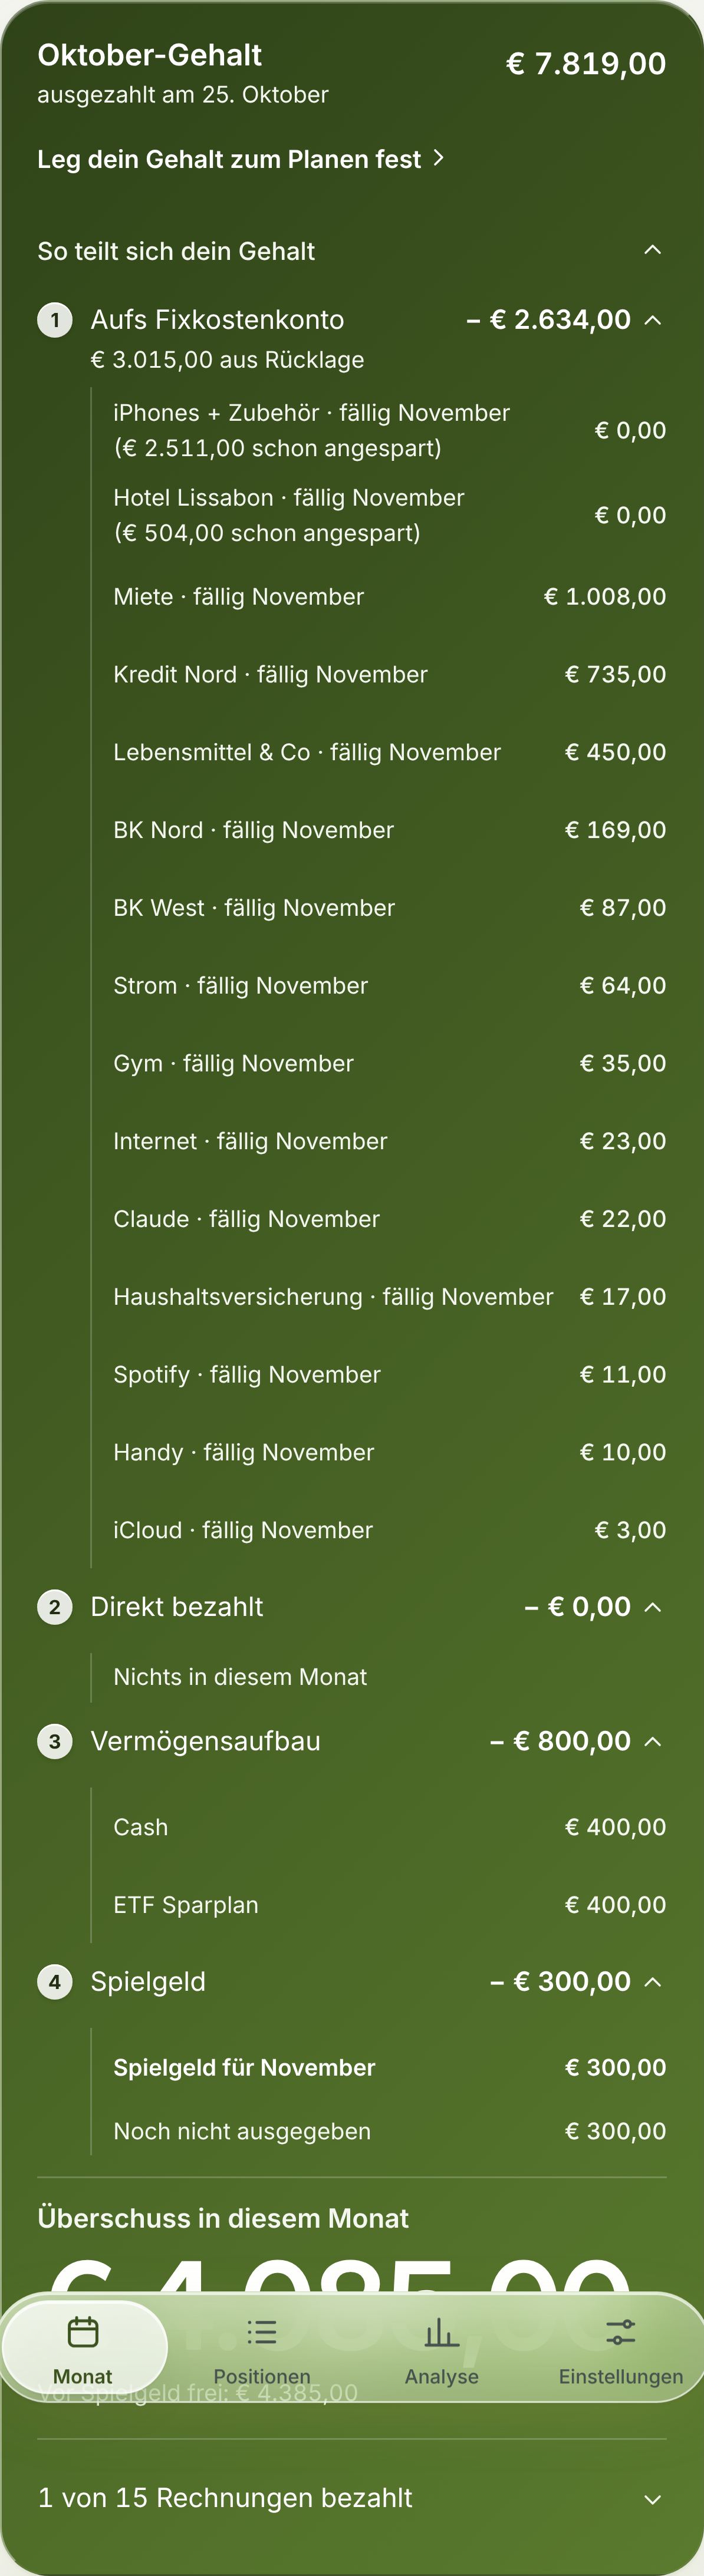 Oktober-Gehalt
€ 7.819,00
ausgezahlt am 25. Oktober
Leg dein Gehalt zum Planen fest
So teilt sich dein Gehalt
1 Aufs Fixkostenkonto – € 2.634,00
€ 3.015,00 aus Rücklage
iPhones + Zubehör · fällig November
(€ 2.511,00 schon angespart)
€ 0,00
Hotel Lissabon · fällig November
(€ 504,00 schon angespart)
€ 0,00
Miete · fällig November € 1.008,00
Kredit Nord · fällig November € 735,00
Lebensmittel & Co · fällig November € 450,00
BK Nord · fällig November € 169,00
BK West · fällig November € 87,00
Strom · fällig November € 64,00
Gym · fällig November € 35,00
Internet · fällig November € 23,00
Claude · fällig November € 22,00
Haushaltsversicherung · fällig November € 17,00
Spotify · fällig November € 11,00
Handy · fällig November € 10,00
iCloud · fällig November € 3,00
2 Direkt bezahlt – € 0,00
Nichts in diesem Monat
3 Vermögensaufbau – € 800,00
Cash € 400,00
ETF Sparplan € 400,00
4 Spielgeld – € 300,00
Spielgeld für November € 300,00
Noch nicht ausgegeben € 300,00
Überschuss in diesem Monat
€ 4.085,00
Monat Positionen Analyse Einstellungen
Vor Spielgeld frei: € 4.385,00
1 von 15 Rechnungen bezahlt